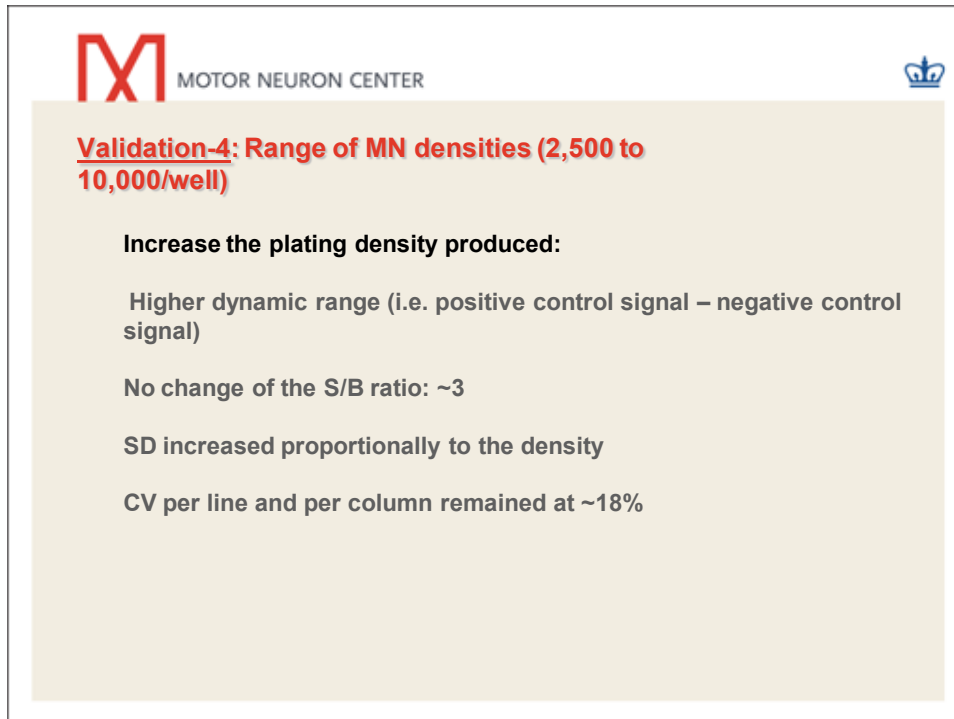 MOTOR NEURON CENTER
Validation-4: Range of MN densities (2,500 to
10,000/well)
Increase the plating density produced:
Higher dynamic range (i.e. positive control signal – negative control
signal)
No change of the S/B ratio: ~3
SD increased proportionally to the density
CV per line and per column remained at ~18%